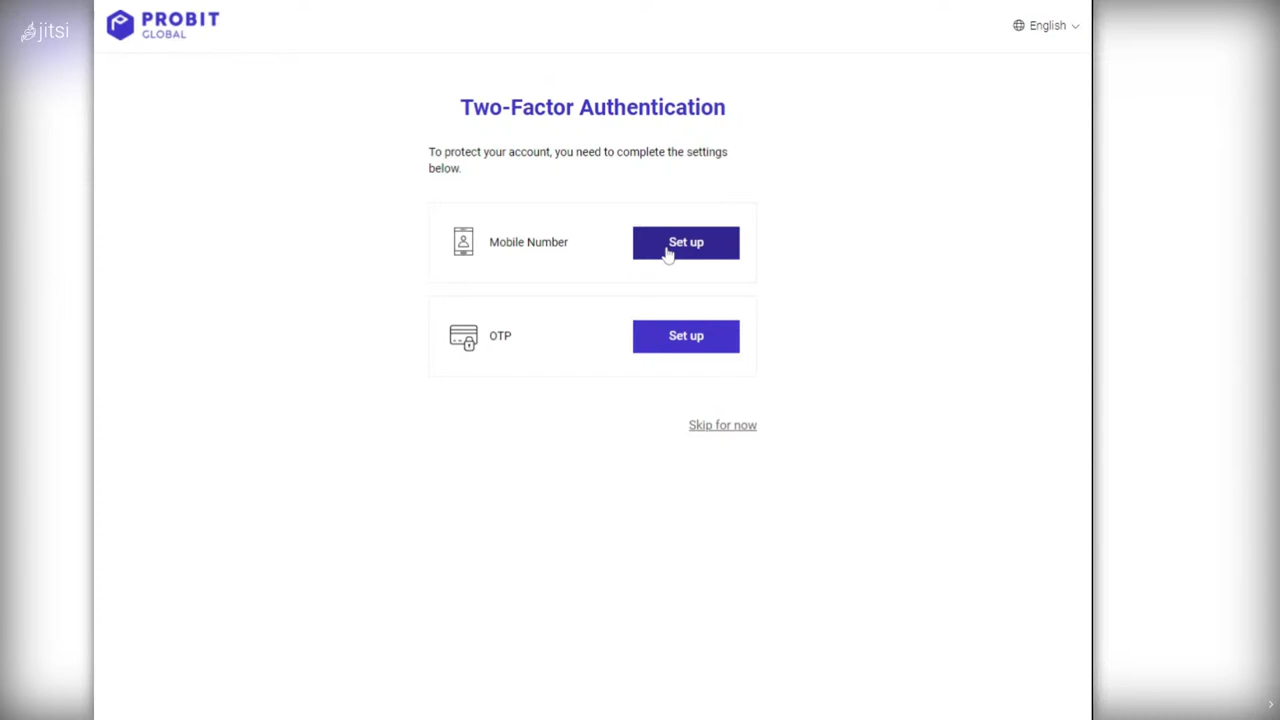 jitsi
PROBIT
GLOBAL
English
Two-Factor Authentication
To protect your account, you need to complete the settings
below.
Mobile Number
Set up
OTP
Set up
Skip for now